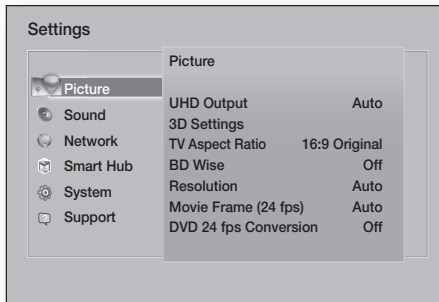 Settings
Picture
Sound
Network
Smart Hub
System
Support
Picture
UHD Output Auto
3D Settings
TV Aspect Ratio 16:9 Original
BD Wise Off
Resolution Auto
Movie Frame (24 fps) Auto
DVD 24 fps Conversion Off